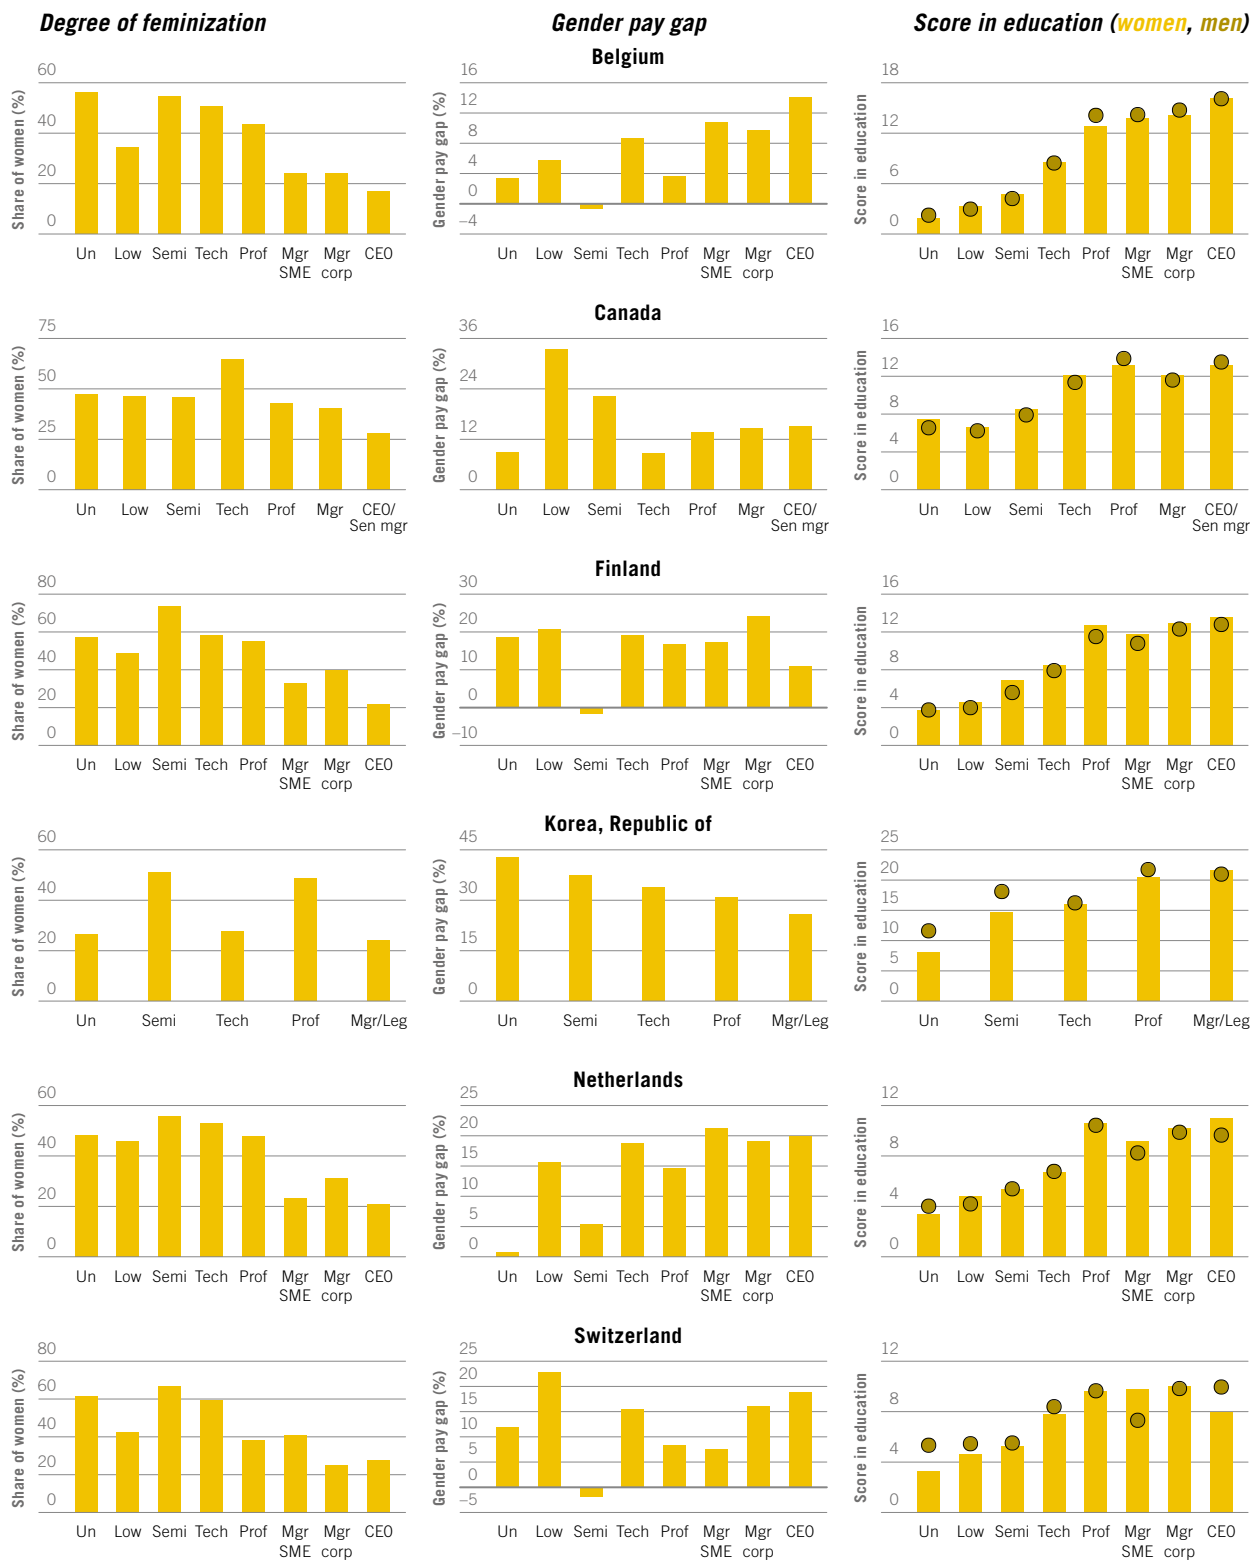 Degree of feminization
Gender pay gap
Score in education (women, men)
Belgium
Share of women (%)
60
40
20
0
Un Low Semi Tech Prof Mgr SME Mgr corp CEO
Gender pay gap (%)
16
12
8
4
0
–4
Un Low Semi Tech Prof Mgr SME Mgr corp CEO
Score in education
18
12
6
0
Un Low Semi Tech Prof Mgr SME Mgr corp CEO
Canada
Share of women (%)
75
50
25
0
Un Low Semi Tech Prof Mgr CEO/ Sen mgr
Gender pay gap (%)
36
24
12
0
Un Low Semi Tech Prof Mgr CEO/ Sen mgr
Score in education
16
12
8
4
0
Un Low Semi Tech Prof Mgr CEO/ Sen mgr
Finland
Share of women (%)
80
60
40
20
0
Un Low Semi Tech Prof Mgr SME Mgr corp CEO
Gender pay gap (%)
30
20
10
0
–10
Un Low Semi Tech Prof Mgr SME Mgr corp CEO
Score in education
16
12
8
4
0
Un Low Semi Tech Prof Mgr SME Mgr corp CEO
Korea, Republic of
Share of women (%)
60
40
20
0
Un Semi Tech Prof Mgr/Leg
Gender pay gap (%)
45
30
15
0
Un Semi Tech Prof Mgr/Leg
Score in education
25
20
15
10
5
0
Un Semi Tech Prof Mgr/Leg
Netherlands
Share of women (%)
60
40
20
0
Un Low Semi Tech Prof Mgr SME Mgr corp CEO
Gender pay gap (%)
25
20
15
10
5
0
Un Low Semi Tech Prof Mgr SME Mgr corp CEO
Score in education
12
8
4
0
Un Low Semi Tech Prof Mgr SME Mgr corp CEO
Switzerland
Share of women (%)
80
60
40
20
0
Un Low Semi Tech Prof Mgr SME Mgr corp CEO
Gender pay gap (%)
25
20
15
10
5
0
–5
Un Low Semi Tech Prof Mgr SME Mgr corp CEO
Score in education
12
8
4
0
Un Low Semi Tech Prof Mgr SME Mgr corp CEO